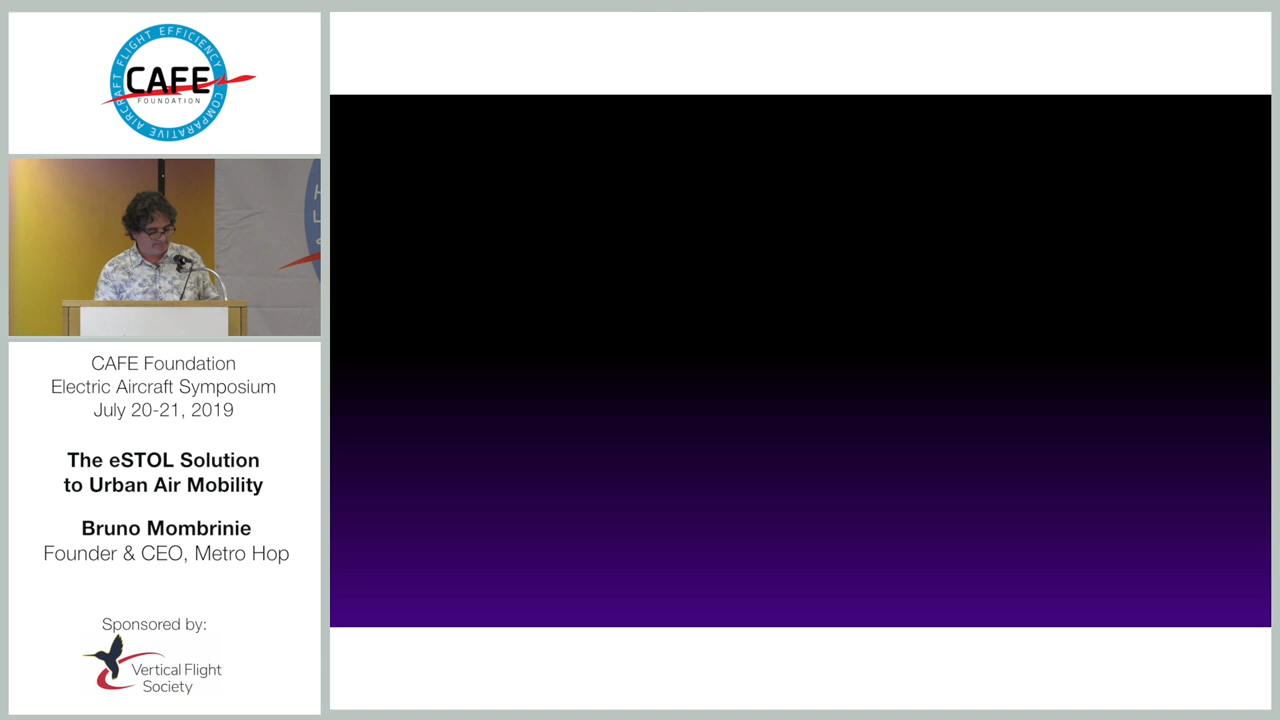 AIRCRAFT FLIGHT EFFICIENCY
CAFE
FOUNDATION
COMPARATIVE
CAFE Foundation
Electric Aircraft Symposium
July 20-21, 2019
The eSTOL Solution
to Urban Air Mobility
Bruno Mombrinie
Founder & CEO, Metro Hop
Sponsored by:
Vertical Flight
Society